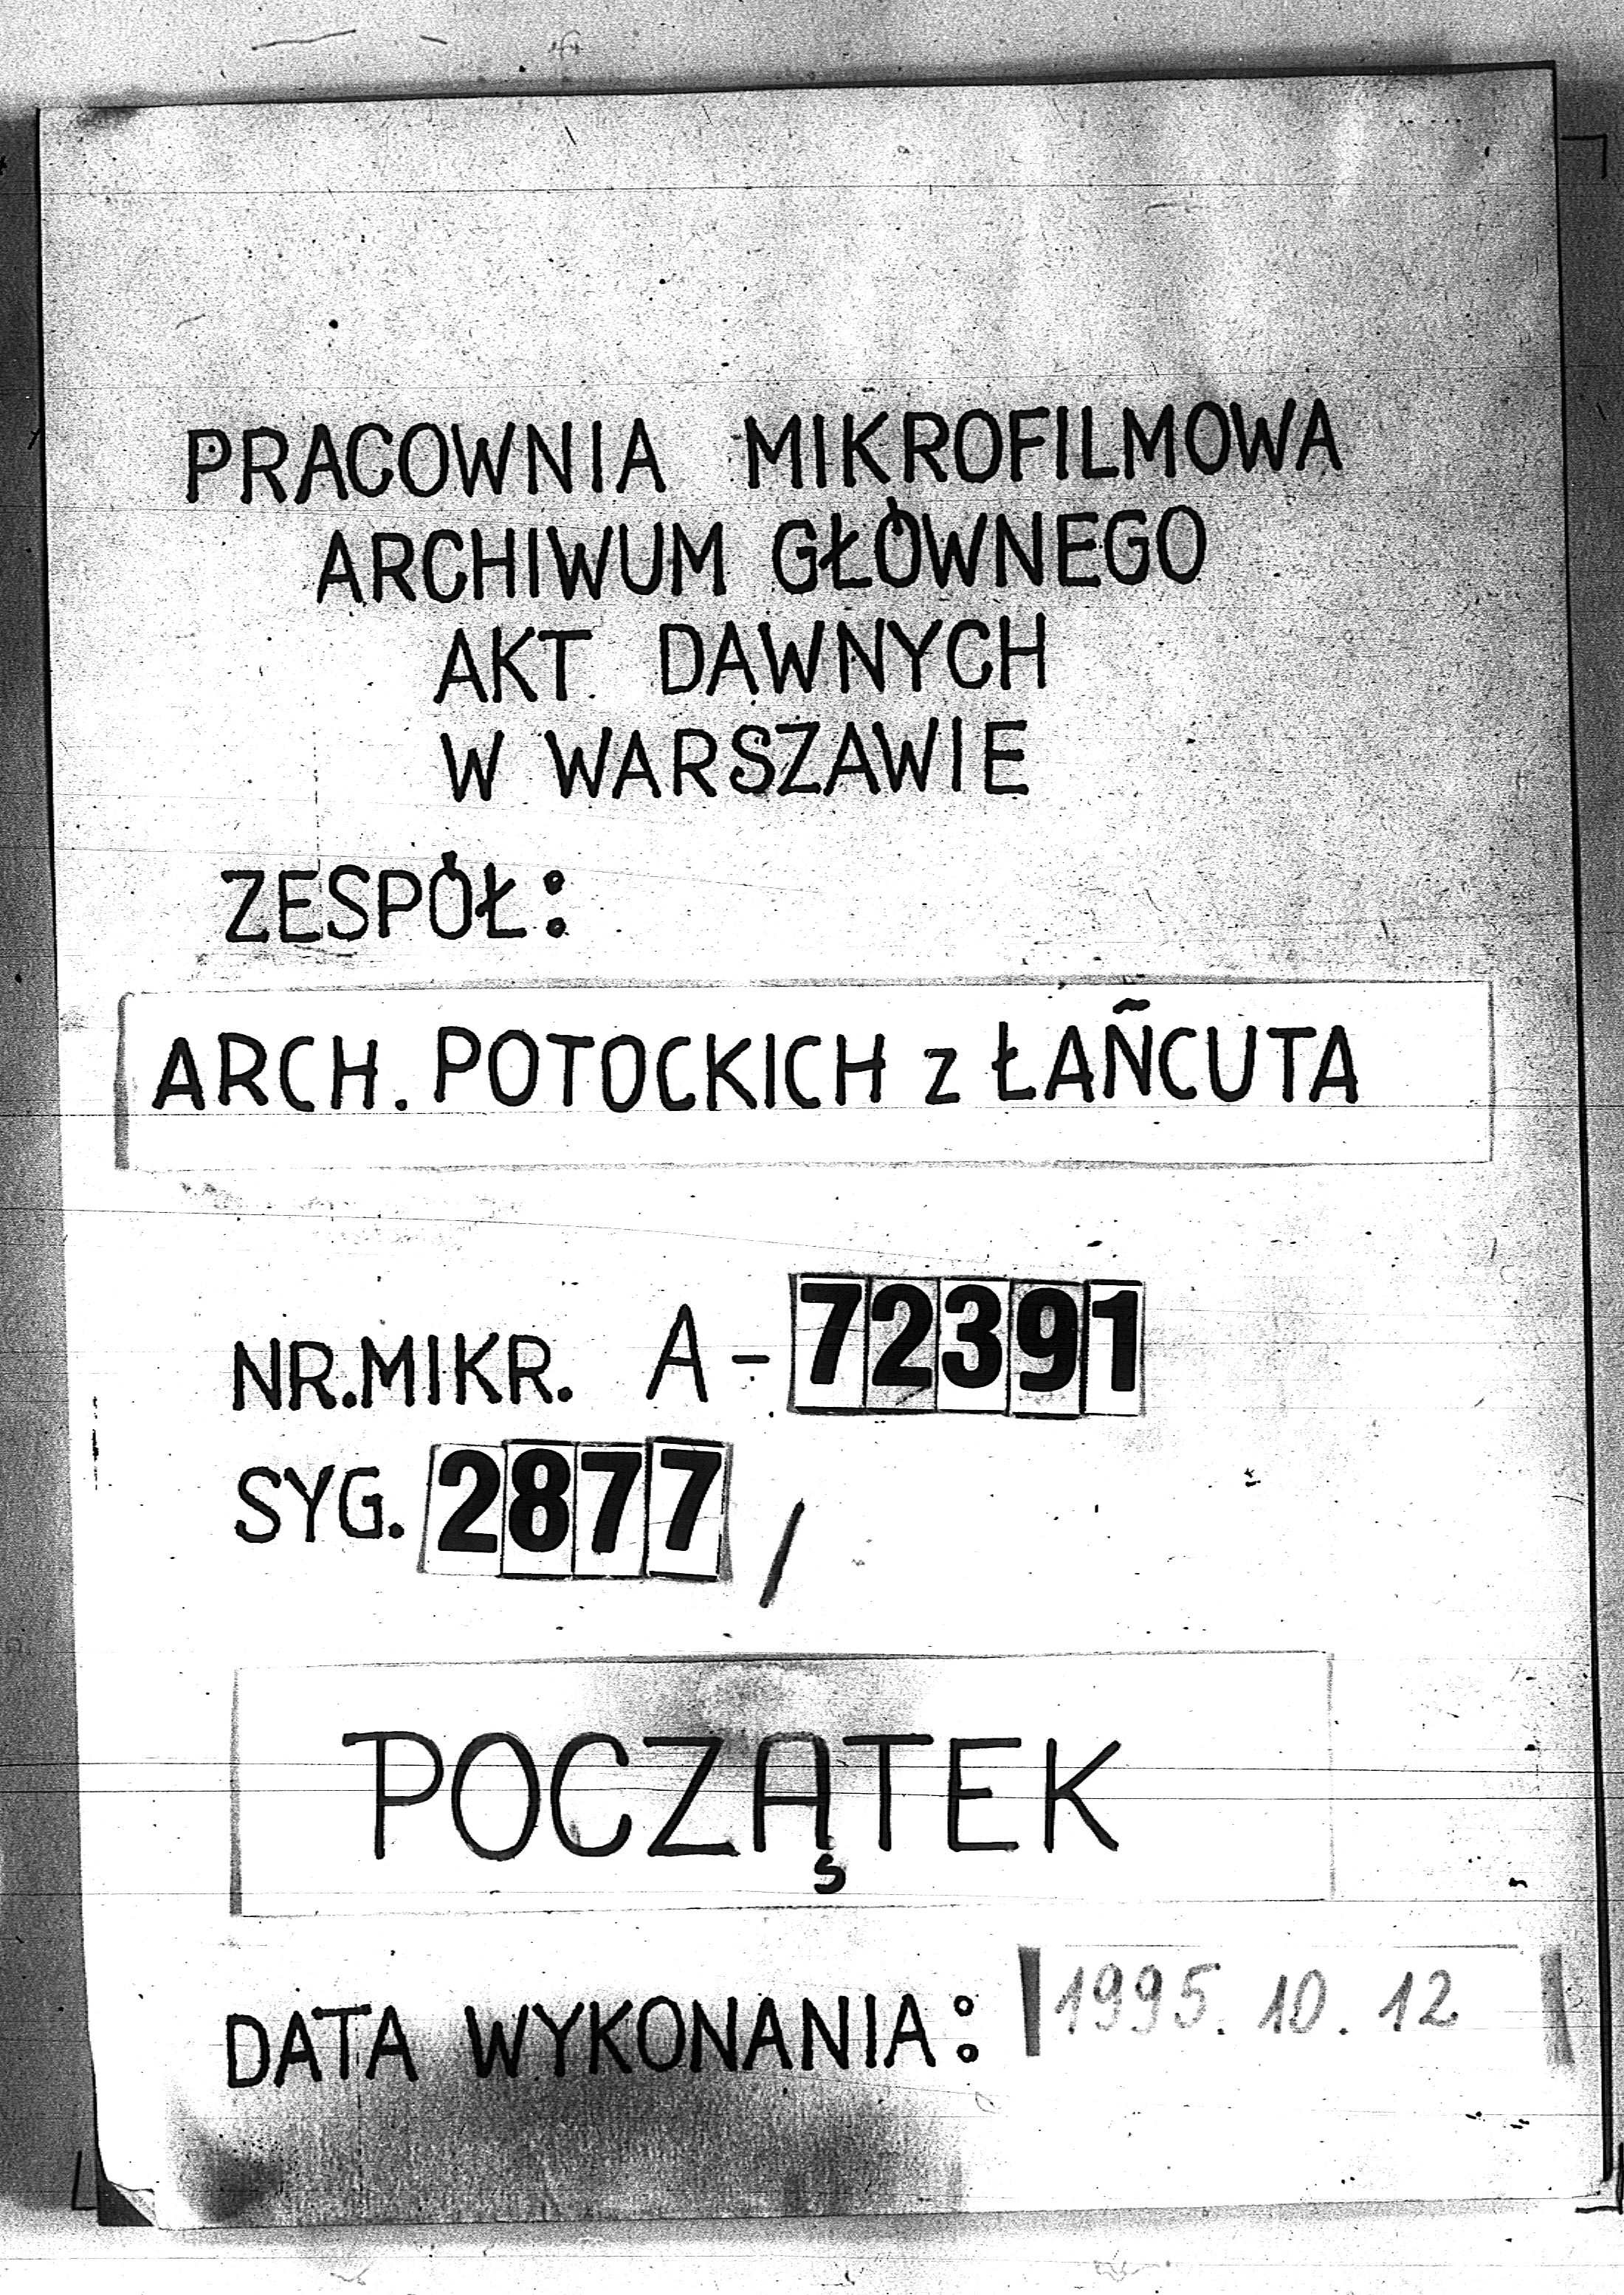 PRACOWNIA MIKROFILMOWA
ARCHIWUM GŁÓWNEGO
AKT DAWNYCH
W WARSZAWIE
ZESPÓŁ:
ARCH. POTOCKICH z ŁAŃCUTA
NR.MIKR. A-72391
SYG. 2877 /
POCZĄTEK
DATA WYKONANIA: 1995.10.12